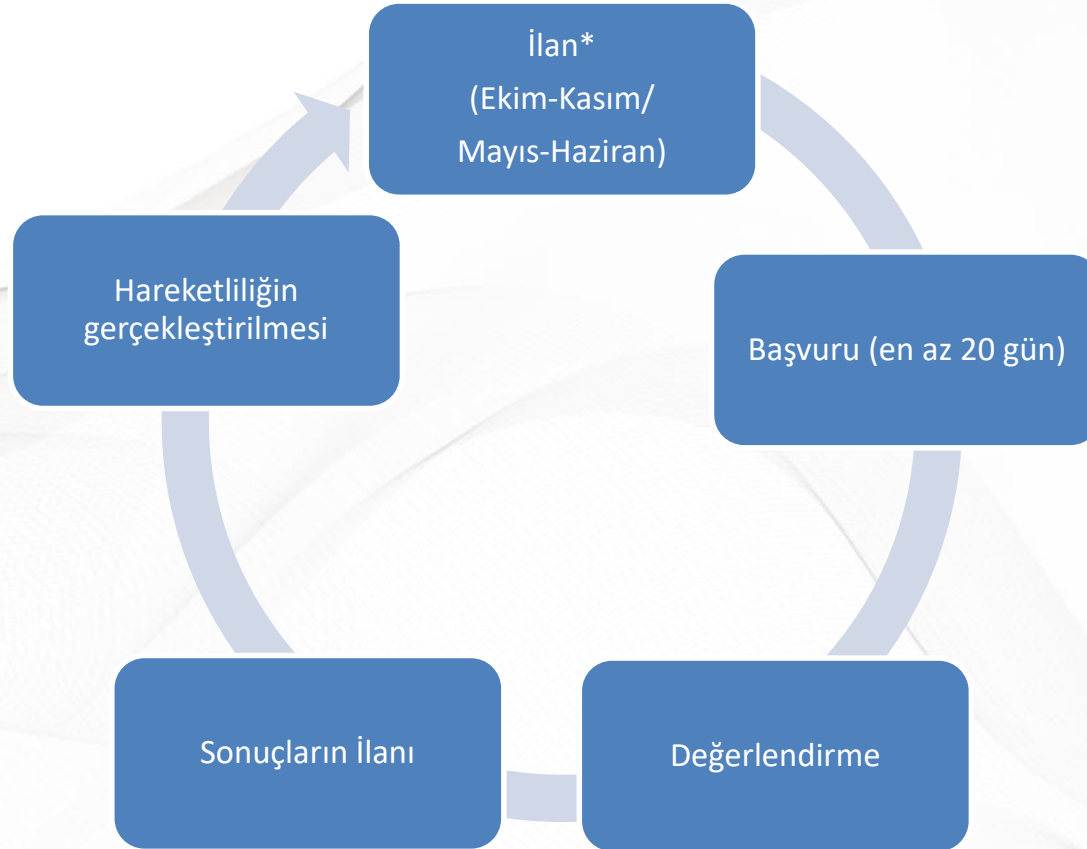 İlan*
(Ekim-Kasım/
Mayıs-Haziran)
Başvuru (en az 20 gün)
Değerlendirme
Sonuçların İlanı
Hareketliliğin
gerçekleştirilmesi